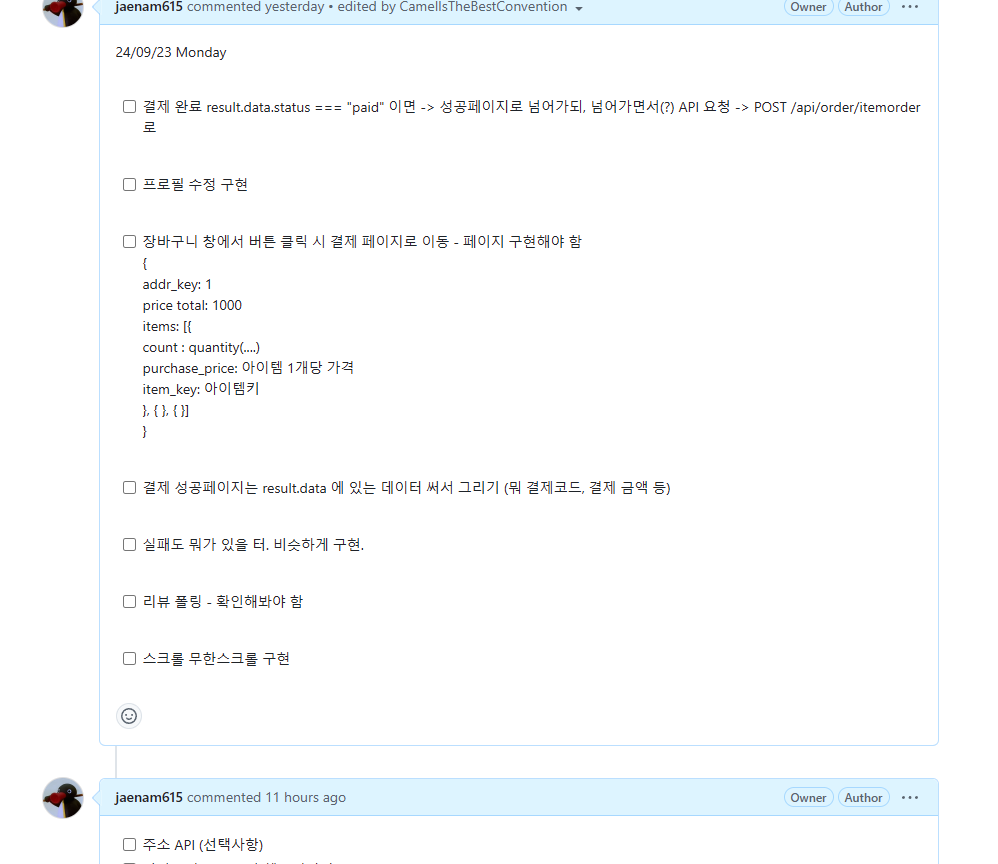 jaenam615 commented yesterday • edited by CamelIsTheBestConvention
Owner
Author
24/09/23 Monday
결제 완료 result.data.status === "paid" 이면 -> 성공페이지로 넘어가되, 넘어가면서(?) API 요청 -> POST /api/order/itemorder
로
프로필 수정 구현
장바구니 창에서 버튼 클릭 시 결제 페이지로 이동 - 페이지 구현해야 함
{
addr_key: 1
price total: 1000
items: [{
count : quantity(....)
purchase_price: 아이템 1개당 가격
item_key: 아이템키
}, { }, { }]
}
결제 성공페이지는 result.data 에 있는 데이터 써서 그리기 (뭐 결제코드, 결제 금액 등)
실패도 뭐가 있을 터. 비슷하게 구현.
리뷰 폴링 - 확인해봐야 함
스크롤 무한스크롤 구현
jaenam615 commented 11 hours ago
Owner
Author
주소 API (선택사항)